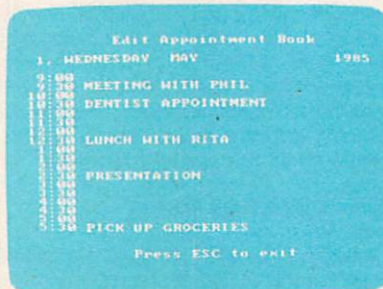 Edit Appointment Book
1, WEDNESDAY MAY 1985
9:00
9:30 MEETING WITH PHIL
10:00
10:30 DENTIST APPOINTMENT
11:00
11:30
12:00
12:30 LUNCH WITH RITA
1:00
1:30
2:00
2:30 PRESENTATION
3:00
3:30
4:00
4:30
5:00
5:30 PICK UP GROCERIES
Press ESC to exit